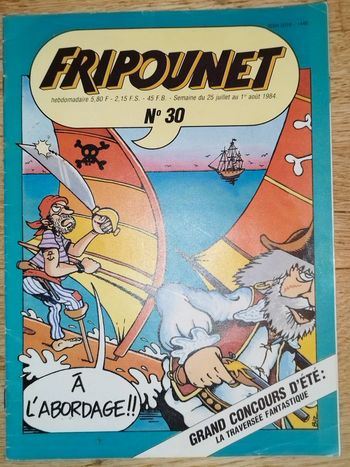 FRIPOUNET
hebdomadaire 5,80 F - 2,15 F.S. - 45 F.B. - Semaine du 25 juillet au 1er août 1984
N° 30
À
L'ABORDAGE!!
GRAND CONCOURS D'ÉTÉ:
LA TRAVERSÉE FANTASTIQUE